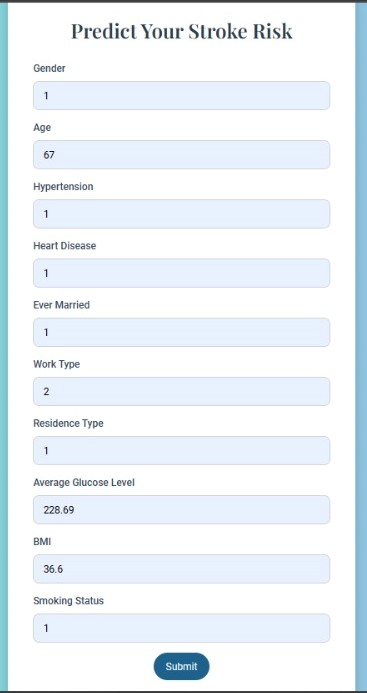 Predict Your Stroke Risk
Gender
1
Age
67
Hypertension
1
Heart Disease
1
Ever Married
1
Work Type
2
Residence Type
1
Average Glucose Level
228.69
BMI
36.6
Smoking Status
1
Submit